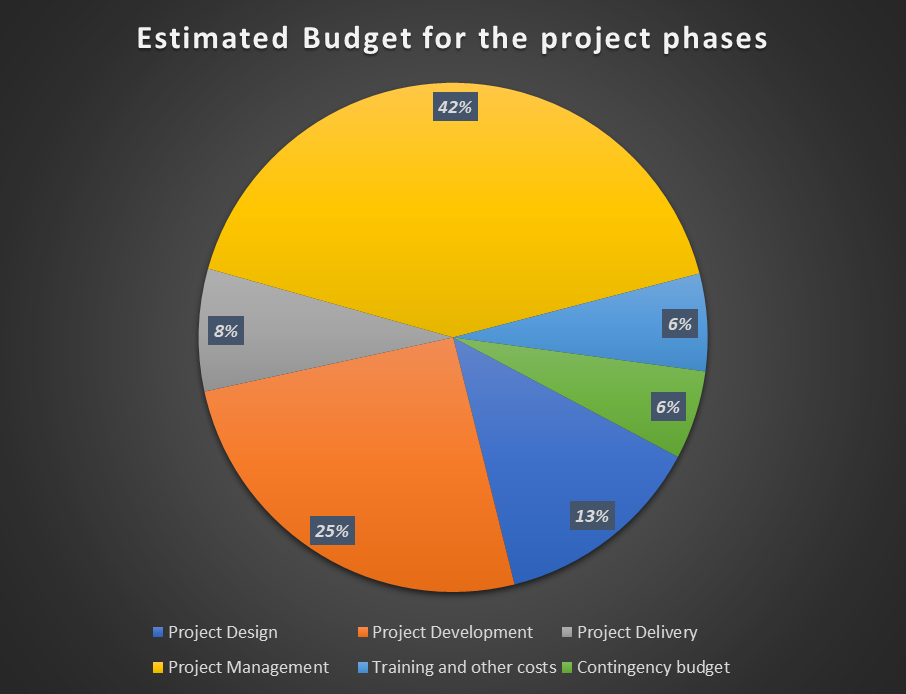 Estimated Budget for the project phases
42%
6%
8%
6%
13%
25%
Project Design
Project Development
Project Delivery
Project Management
Training and other costs
Contingency budget